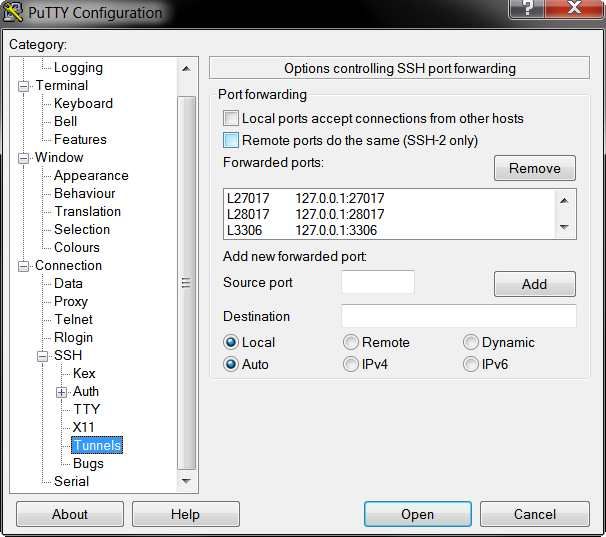 PuTTY Configuration
?
X
Category:
Logging
Terminal
Keyboard
Bell
Features
Window
Appearance
Behaviour
Translation
Selection
Colours
Connection
Data
Proxy
Telnet
Rlogin
SSH
Kex
Auth
TTY
X11
Tunnels
Bugs
Serial
Options controlling SSH port forwarding
Port forwarding
Local ports accept connections from other hosts
Remote ports do the same (SSH-2 only)
Forwarded ports:
Remove
L27017 127.0.0.1:27017
L28017 127.0.0.1:28017
L3306 127.0.0.1:3306
Add new forwarded port:
Source port
Add
Destination
Local Remote Dynamic
Auto IPv4 IPv6
About Help Open Cancel